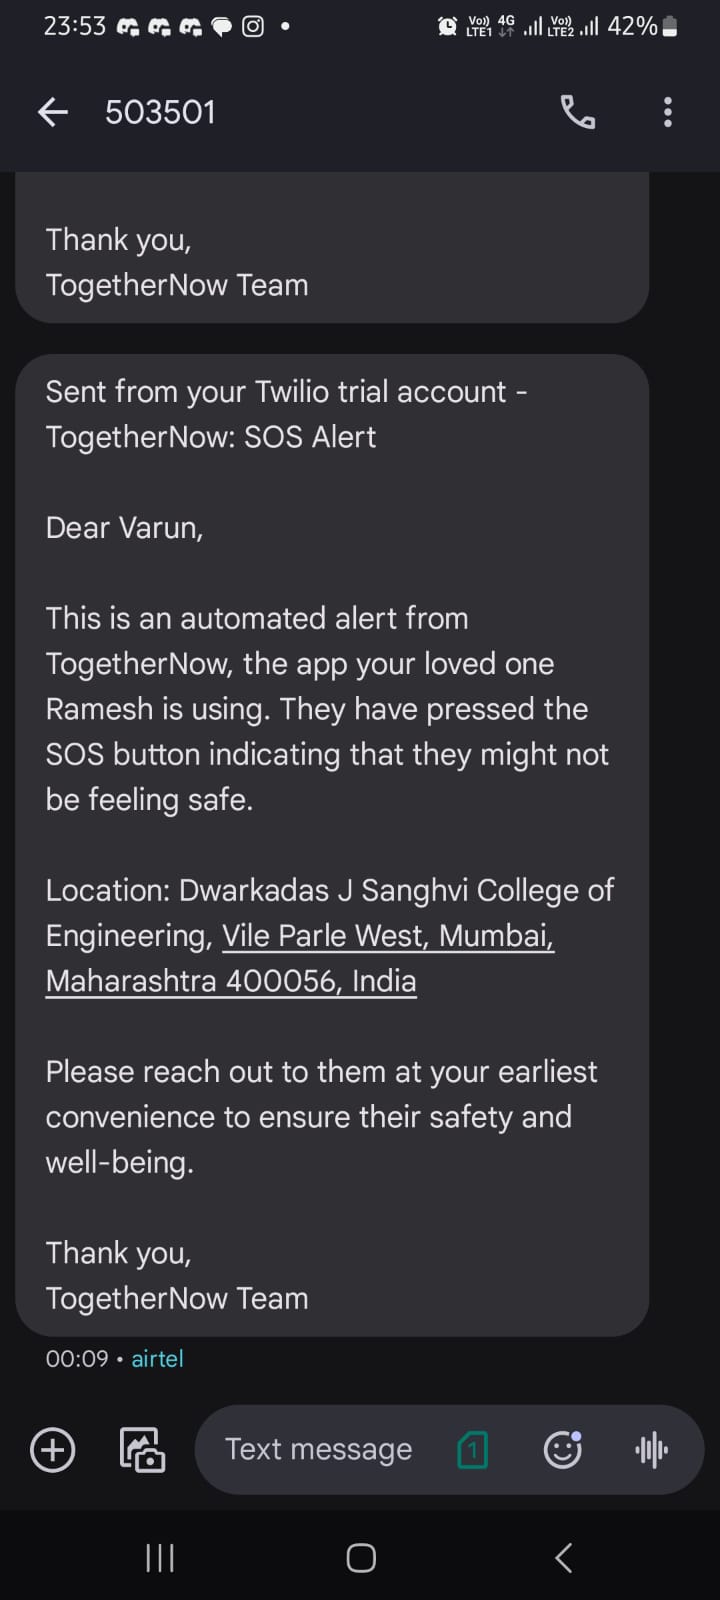 23:53 Vo)) LTE1 4G Vo)) LTE2 42%
503501
Thank you,
TogetherNow Team
Sent from your Twilio trial account -
TogetherNow: SOS Alert
Dear Varun,
This is an automated alert from
TogetherNow, the app your loved one
Ramesh is using. They have pressed the
SOS button indicating that they might not
be feeling safe.
Location: Dwarkadas J Sanghvi College of
Engineering, Vile Parle West, Mumbai,
Maharashtra 400056, India
Please reach out to them at your earliest
convenience to ensure their safety and
well-being.
Thank you,
TogetherNow Team
00:09 • airtel
Text message 1